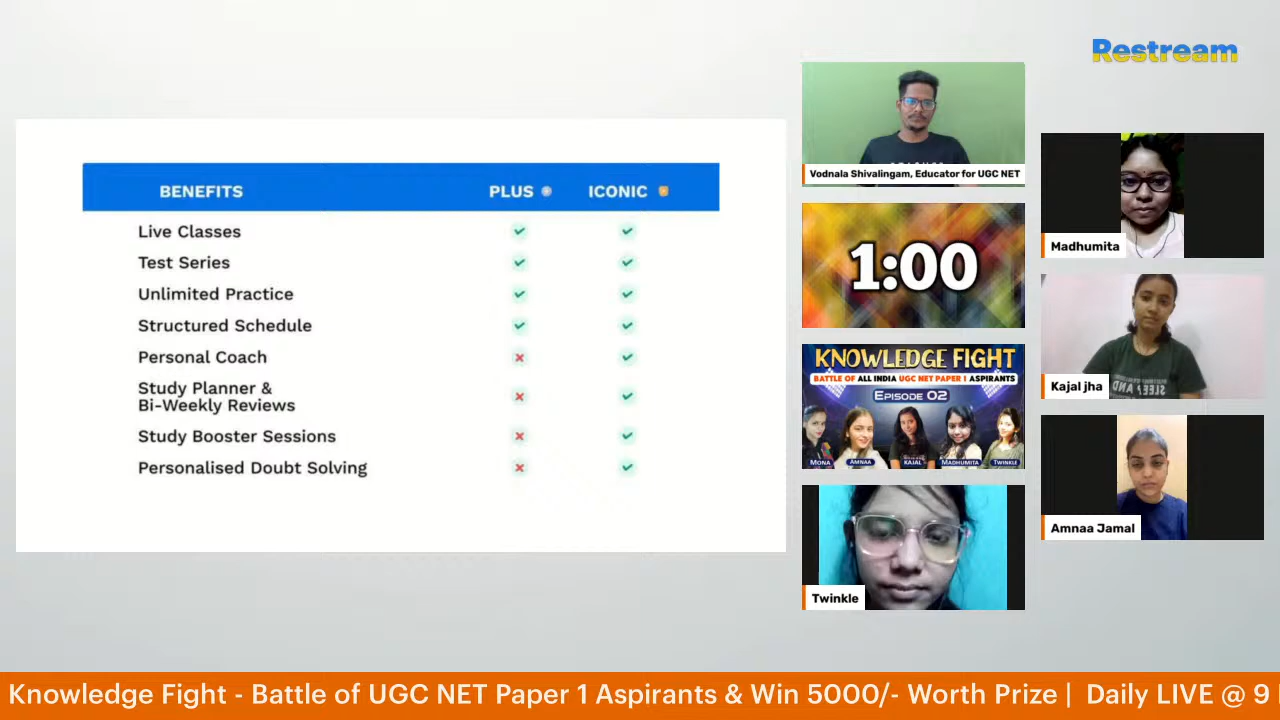 Restream
BENEFITS PLUS ICONIC
Live Classes
Test Series
Unlimited Practice
Structured Schedule
Personal Coach
Study Planner &
Bi-Weekly Reviews
Study Booster Sessions
Personalised Doubt Solving
Vodnala Shivalingam, Educator for UGC NET
1:00
KNOWLEDGE FIGHT
BATTLE OF ALL INDIA UGC NET PAPER 1 ASPIRANTS
EPISODE 02
MONA AMNAA KAJAL MADHUMITA TWINKLE
Twinkle
Madhumita
Kajal jha
SLEEP AND
Amnaa Jamal
Knowledge Fight - Battle of UGC NET Paper 1 Aspirants & Win 5000/- Worth Prize | Daily LIVE @ 9